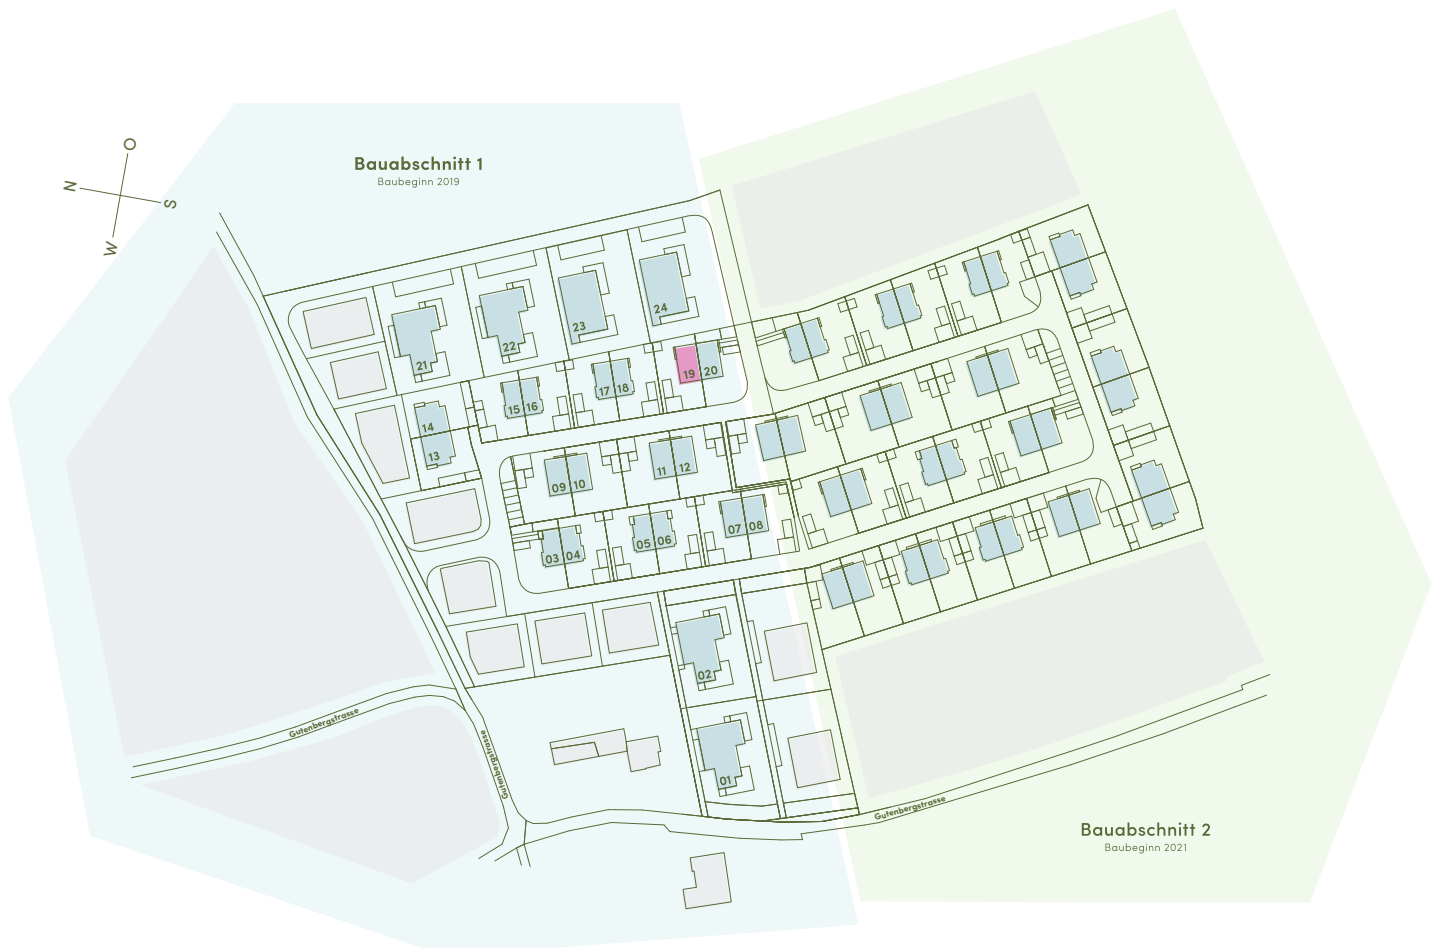 O
N
S
W
Bauabschnitt 1
Baubeginn 2019
24
23
22
21
19 20
17 18
15 16
14
13
11 12
09 10
07 08
05 06
03 04
02
01
Gutenbergstrasse
Gutenbergstrasse
Gutenbergstrasse
Bauabschnitt 2
Baubeginn 2021